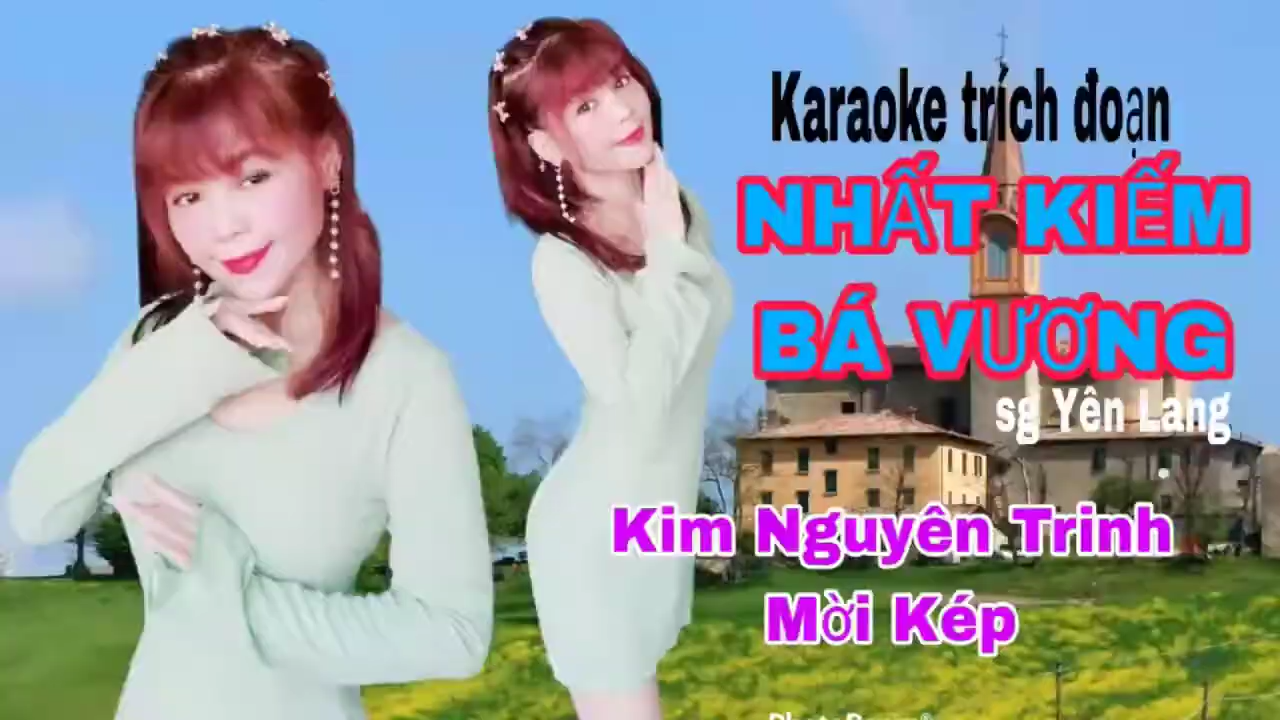 Karaoke trích đoạn
NHẤT KIẾM
BÁ VƯƠNG
sg Yên Lang
Kim Nguyên Trinh
Mời Kép